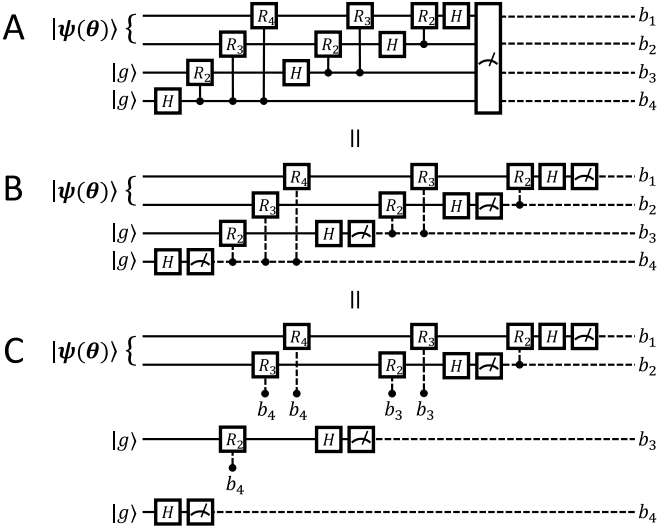 A |ψ(θ)⟩ { R₄ R₃ R₂ H b₁
R₃ R₂ H b₂
|g⟩ R₂ H b₃
|g⟩ H b₄
=
B |ψ(θ)⟩ { R₄ R₃ R₂ H b₁
R₃ R₂ H b₂
|g⟩ R₂ H b₃
|g⟩ H b₄
=
C |ψ(θ)⟩ { R₄ R₃ R₂ H b₁
R₃ R₂ H b₂
b₄ b₄ b₃ b₃
|g⟩ R₂ H b₃
b₄
|g⟩ H b₄